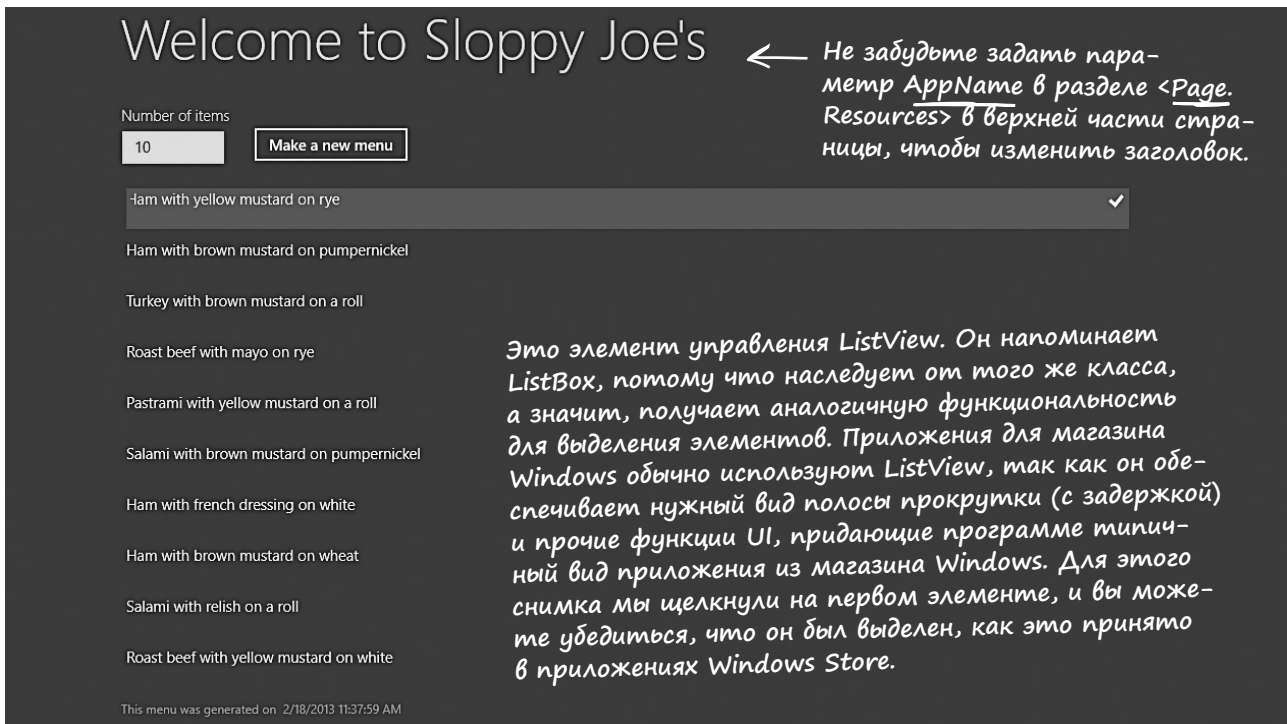 Welcome to Sloppy Joe's
Не забудьте задать пара-
метр AppName в разделе <Page.
Resources> в верхней части стра-
ницы, чтобы изменить заголовок.
Number of items
10
Make a new menu
Ham with yellow mustard on rye
Ham with brown mustard on pumpernickel
Turkey with brown mustard on a roll
Roast beef with mayo on rye
Pastrami with yellow mustard on a roll
Salami with brown mustard on pumpernickel
Ham with french dressing on white
Ham with brown mustard on wheat
Salami with relish on a roll
Roast beef with yellow mustard on white
Это элемент управления ListView. Он напоминает
ListBox, потому что наследует от того же класса,
а значит, получает аналогичную функциональность
для выделения элементов. Приложения для магазина
Windows обычно используют ListView, так как он обе-
спечивает нужный вид полосы прокрутки (с задержкой)
и прочие функции UI, придающие программе типич-
ный вид приложения из магазина Windows. Для этого
снимка мы щелкнули на первом элементе, и вы може-
те убедиться, что он был выделен, как это принято
в приложениях Windows Store.
This menu was generated on 2/18/2013 11:37:59 AM